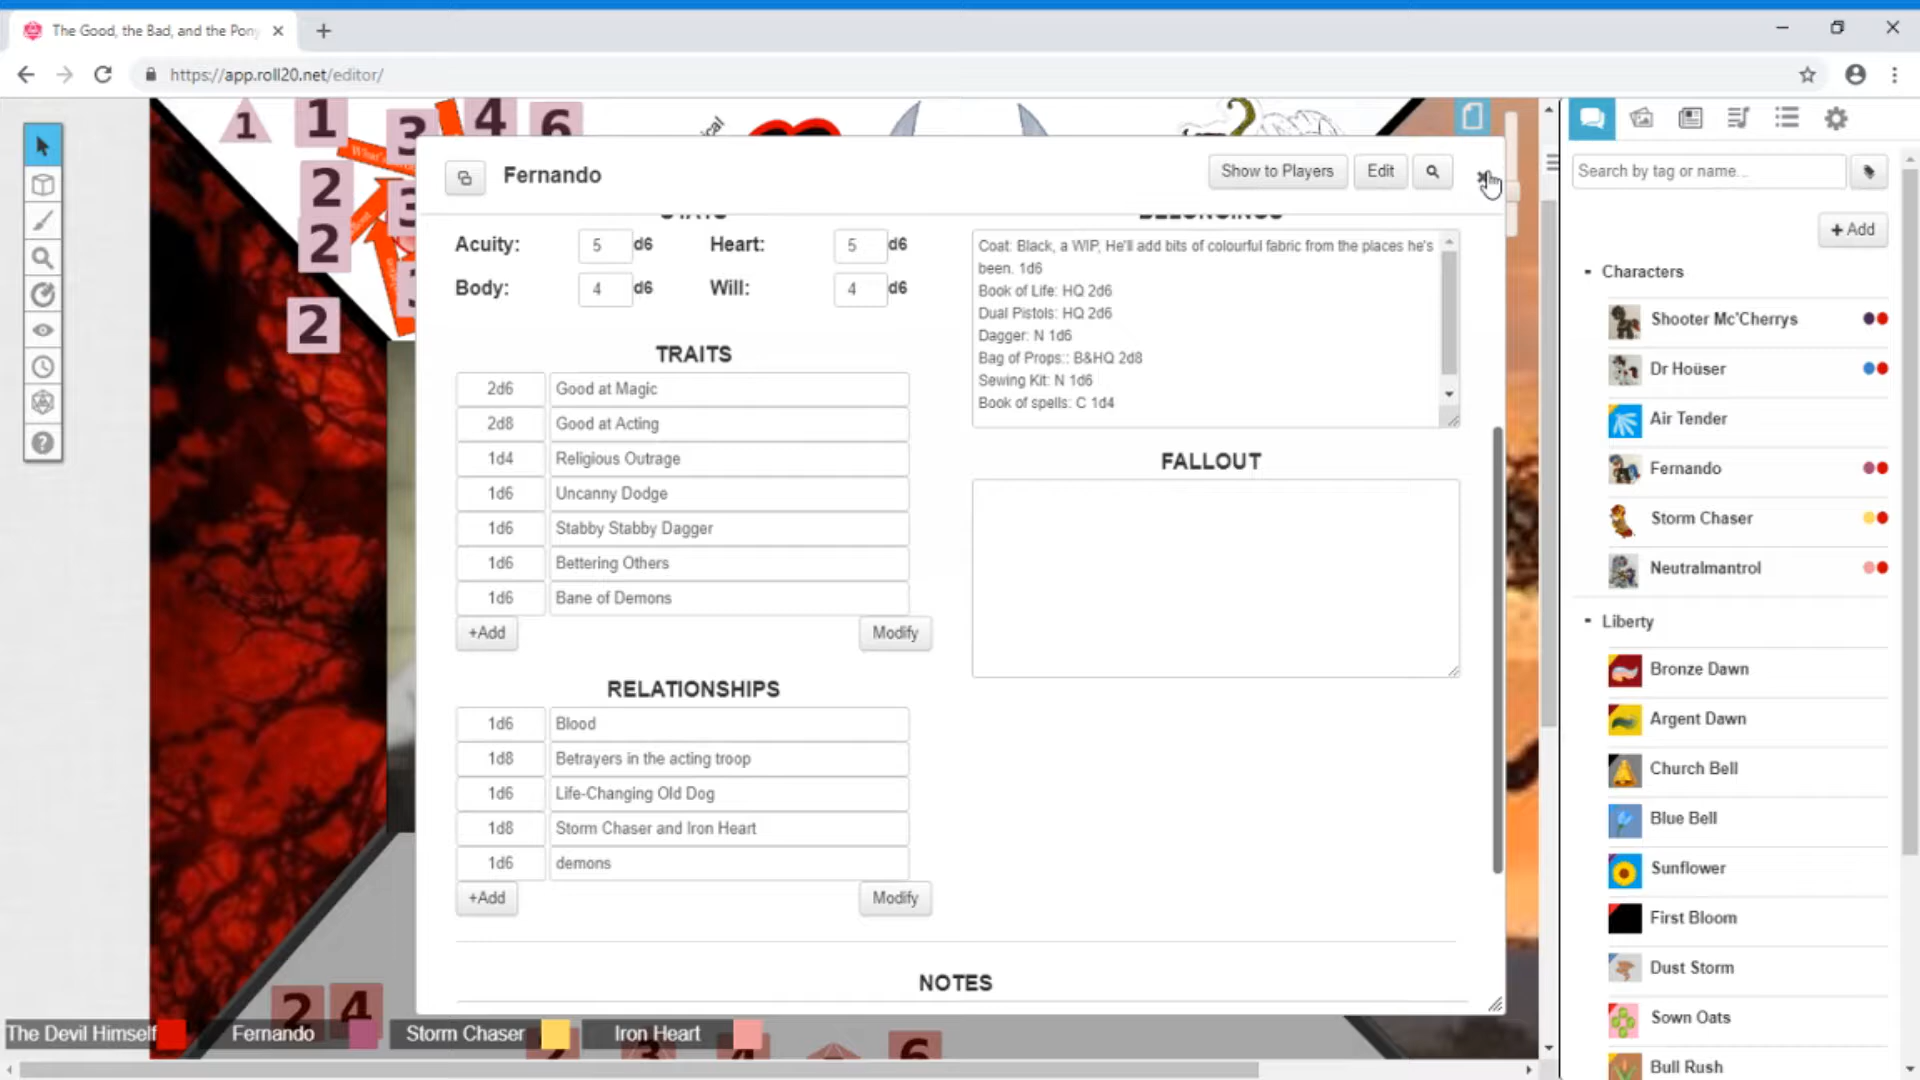 The Good, the Bad, and the Pony
https://app.roll20.net/editor/
1
1
3
4
6
2
3
2
2
Fernando
Show to Players
Edit
STATS
Acuity: 5 d6 Heart: 5 d6
Body: 4 d6 Will: 4 d6
TRAITS
2d6 Good at Magic
2d8 Good at Acting
1d4 Religious Outrage
1d6 Uncanny Dodge
1d6 Stabby Stabby Dagger
1d6 Bettering Others
1d6 Bane of Demons
+Add
Modify
RELATIONSHIPS
1d6 Blood
1d8 Betrayers in the acting troop
1d6 Life-Changing Old Dog
1d8 Storm Chaser and Iron Heart
1d6 demons
+Add
Modify
BELONGINGS
Coat: Black, a WIP, He'll add bits of colourful fabric from the places he's
been. 1d6
Book of Life: HQ 2d6
Dual Pistols: HQ 2d6
Dagger: N 1d6
Bag of Props:: B&HQ 2d8
Sewing Kit: N 1d6
Book of spells: C 1d4
FALLOUT
NOTES
2
4
The Devil Himself
Fernando
Storm Chaser
Iron Heart
6
Search by tag or name...
+ Add
Characters
Shooter Mc'Cherrys
Dr Hoüser
Air Tender
Fernando
Storm Chaser
Neutralmantrol
Liberty
Bronze Dawn
Argent Dawn
Church Bell
Blue Bell
Sunflower
First Bloom
Dust Storm
Sown Oats
Bull Rush